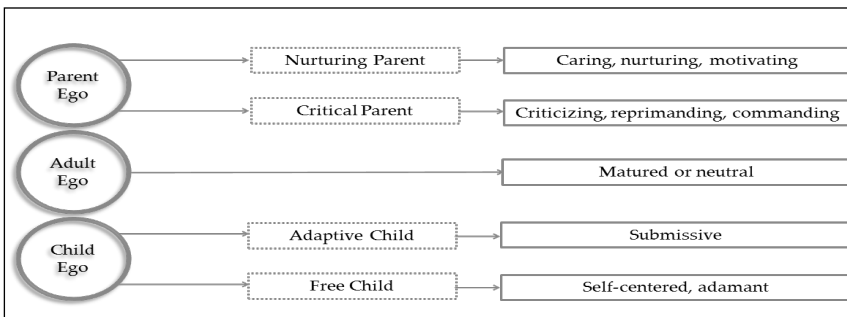 Parent
Ego
Nurturing Parent
Caring, nurturing, motivating
Critical Parent
Criticizing, reprimanding, commanding
Adult
Ego
Matured or neutral
Child
Ego
Adaptive Child
Submissive
Free Child
Self-centered, adamant